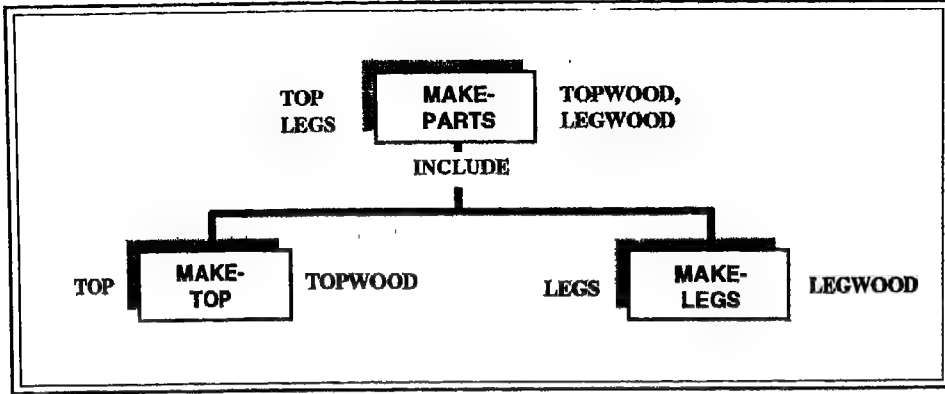 TOP
LEGS
MAKE-
PARTS
TOPWOOD,
LEGWOOD
INCLUDE
TOP
MAKE-
TOP
TOPWOOD
LEGS
MAKE-
LEGS
LEGWOOD